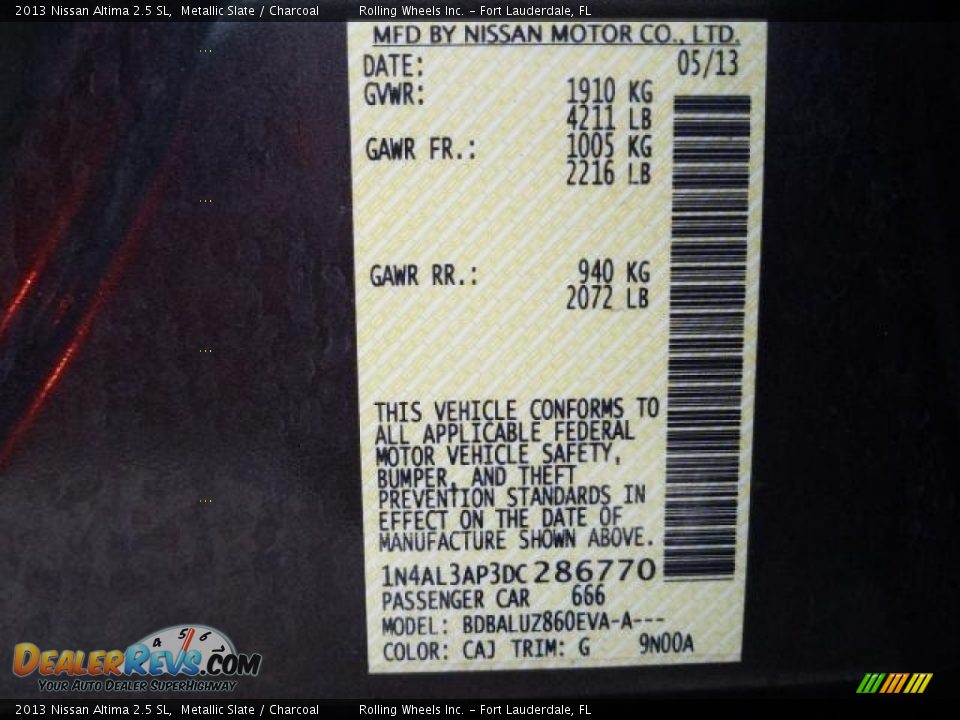 2013 Nissan Altima 2.5 SL,  Metallic Slate / Charcoal          Rolling Wheels Inc. - Fort Lauderdale, FL
MFD BY NISSAN MOTOR CO., LTD.
DATE: 05/13
GVWR: 1910 KG
4211 LB
GAWR FR.: 1005 KG
2216 LB
GAWR RR.: 940 KG
2072 LB
THIS VEHICLE CONFORMS TO
ALL APPLICABLE FEDERAL
MOTOR VEHICLE SAFETY,
BUMPER, AND THEFT
PREVENTION STANDARDS IN
EFFECT ON THE DATE OF
MANUFACTURE SHOWN ABOVE.
1N4AL3AP3DC286770
PASSENGER CAR 666
MODEL: BDBALUZ860EVA-A---
COLOR: CAJ TRIM: G 9N00A
4 5 6
DEALERREVS.COM
YOUR AUTO DEALER SUPERHIGHWAY
2013 Nissan Altima 2.5 SL,  Metallic Slate / Charcoal          Rolling Wheels Inc. - Fort Lauderdale, FL